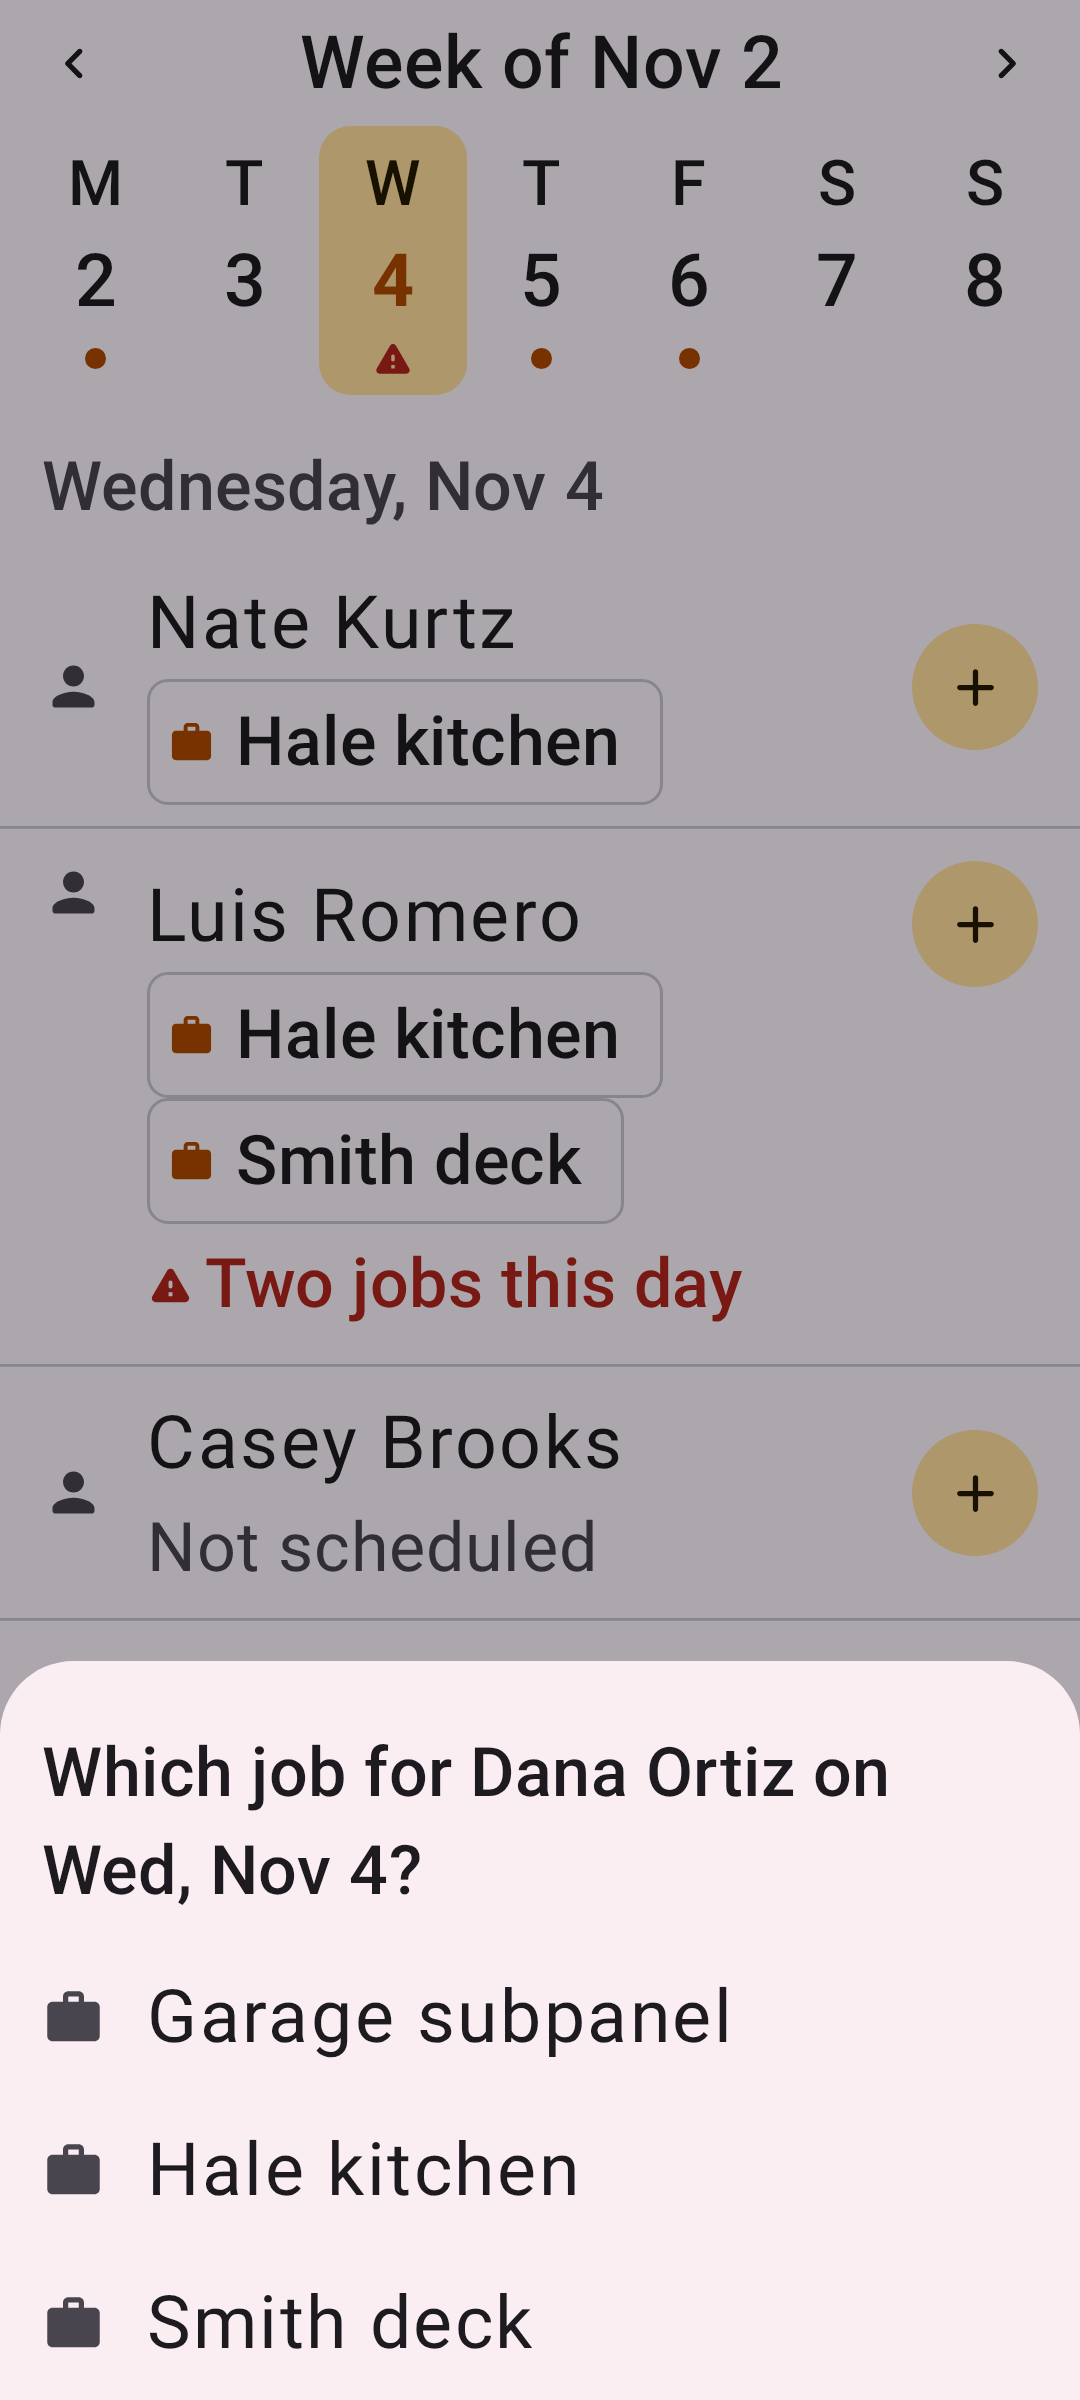 Week of Nov 2
M T W T F S S
2 3 4 5 6 7 8
Wednesday, Nov 4
Nate Kurtz
Hale kitchen
Luis Romero
Hale kitchen
Smith deck
Two jobs this day
Casey Brooks
Not scheduled
Which job for Dana Ortiz on
Wed, Nov 4?
Garage subpanel
Hale kitchen
Smith deck